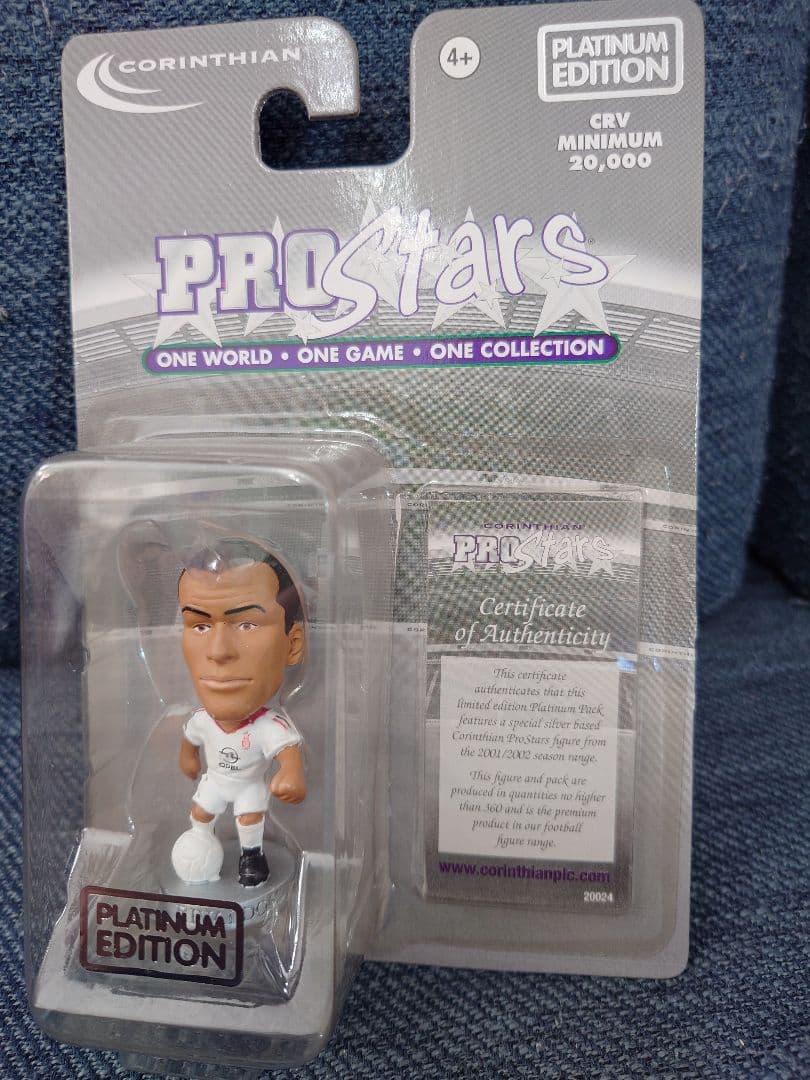 CORINTHIAN
4+
PLATINUM
EDITION
CRV
MINIMUM
20,000
PROStars
ONE WORLD • ONE GAME • ONE COLLECTION
CORINTHIAN
PROStars
Certificate
of Authenticity
This certificate
authenticates that this
limited edition Platinum Pack
features a special silver based
Corinthian ProStars figure from
the 2001/2002 season range.
This figure and pack are
produced in quantities no higher
than 360 and is the premium
product in our football
figure range.
www.corinthianplc.com
20024
OPEL
PLATINUM
EDITION